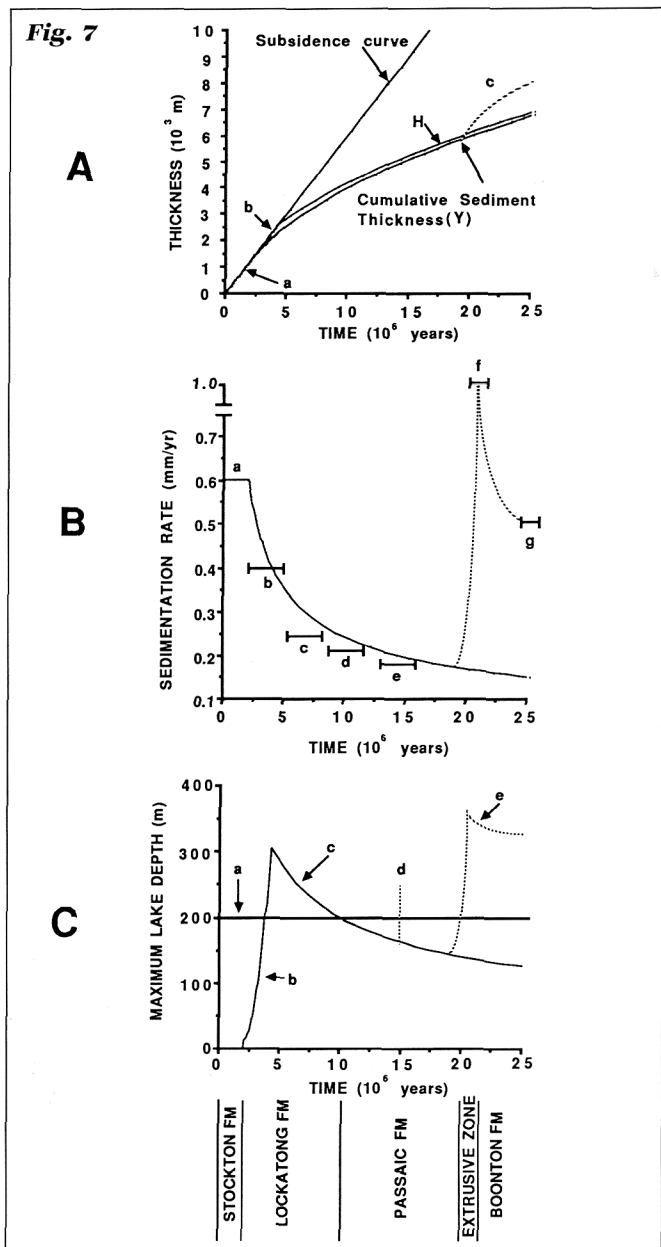 Fig. 7
A
THICKNESS (10³ m)
10
9
8
7
6
5
4
3
2
1
0
Subsidence curve
c
H
b
Cumulative Sediment
Thickness(Y)
a
0 5 10 15 20 25
TIME (10⁶ years)
B
SEDIMENTATION RATE (mm/yr)
1.0
0.7
0.6
0.5
0.4
0.3
0.2
0.1
f
a
g
b
c
d
e
0 5 10 15 20 25
TIME (10⁶ years)
C
MAXIMUM LAKE DEPTH (m)
400
300
200
100
0
e
c
a
d
b
0 5 10 15 20 25
TIME (10⁶ years)
STOCKTON FM
LOCKATONG FM
PASSAIC FM
EXTRUSIVE ZONE
BOONTON FM